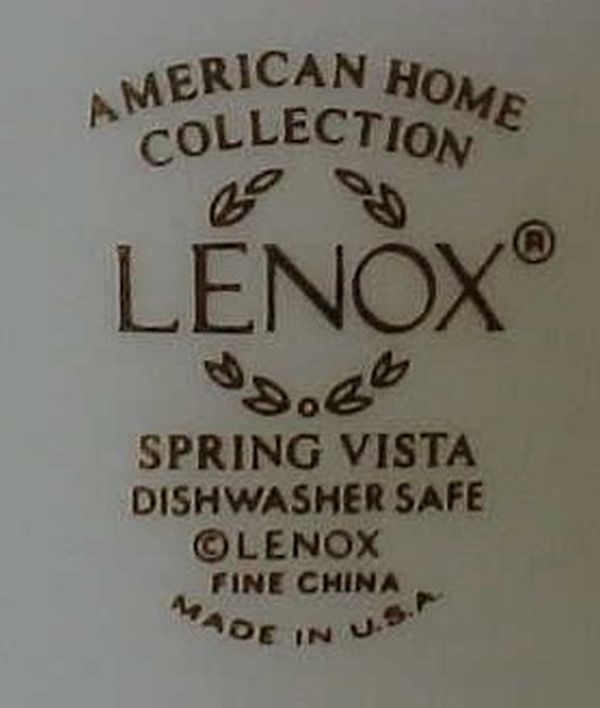 AMERICAN HOME
COLLECTION
LENOX®
SPRING VISTA
DISHWASHER SAFE
©LENOX
FINE CHINA
MADE IN U.S.A.